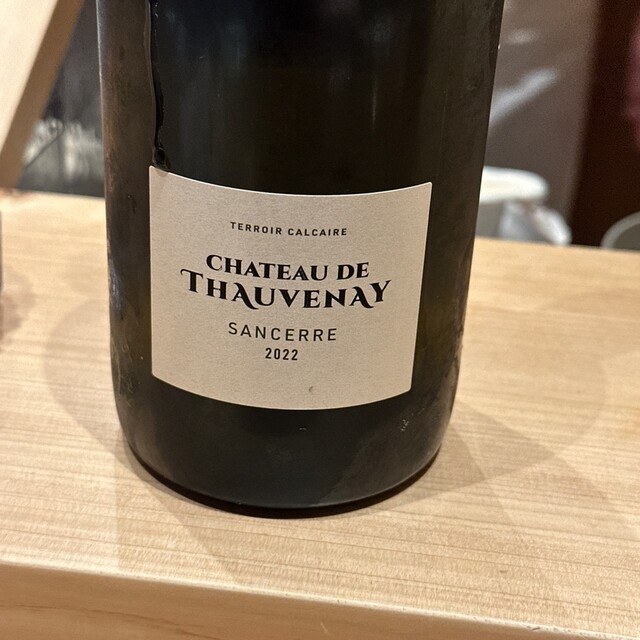 TERROIR CALCAIRE
CHATEAU DE
THAUVENAY
SANCERRE
2022